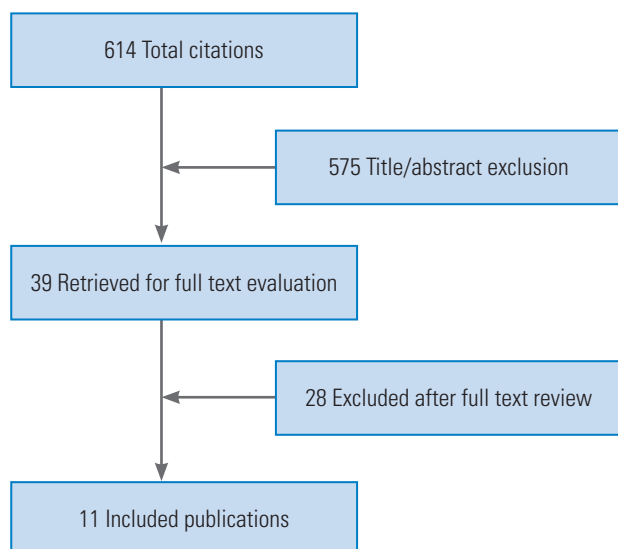 614 Total citations
575 Title/abstract exclusion
39 Retrieved for full text evaluation
28 Excluded after full text review
11 Included publications